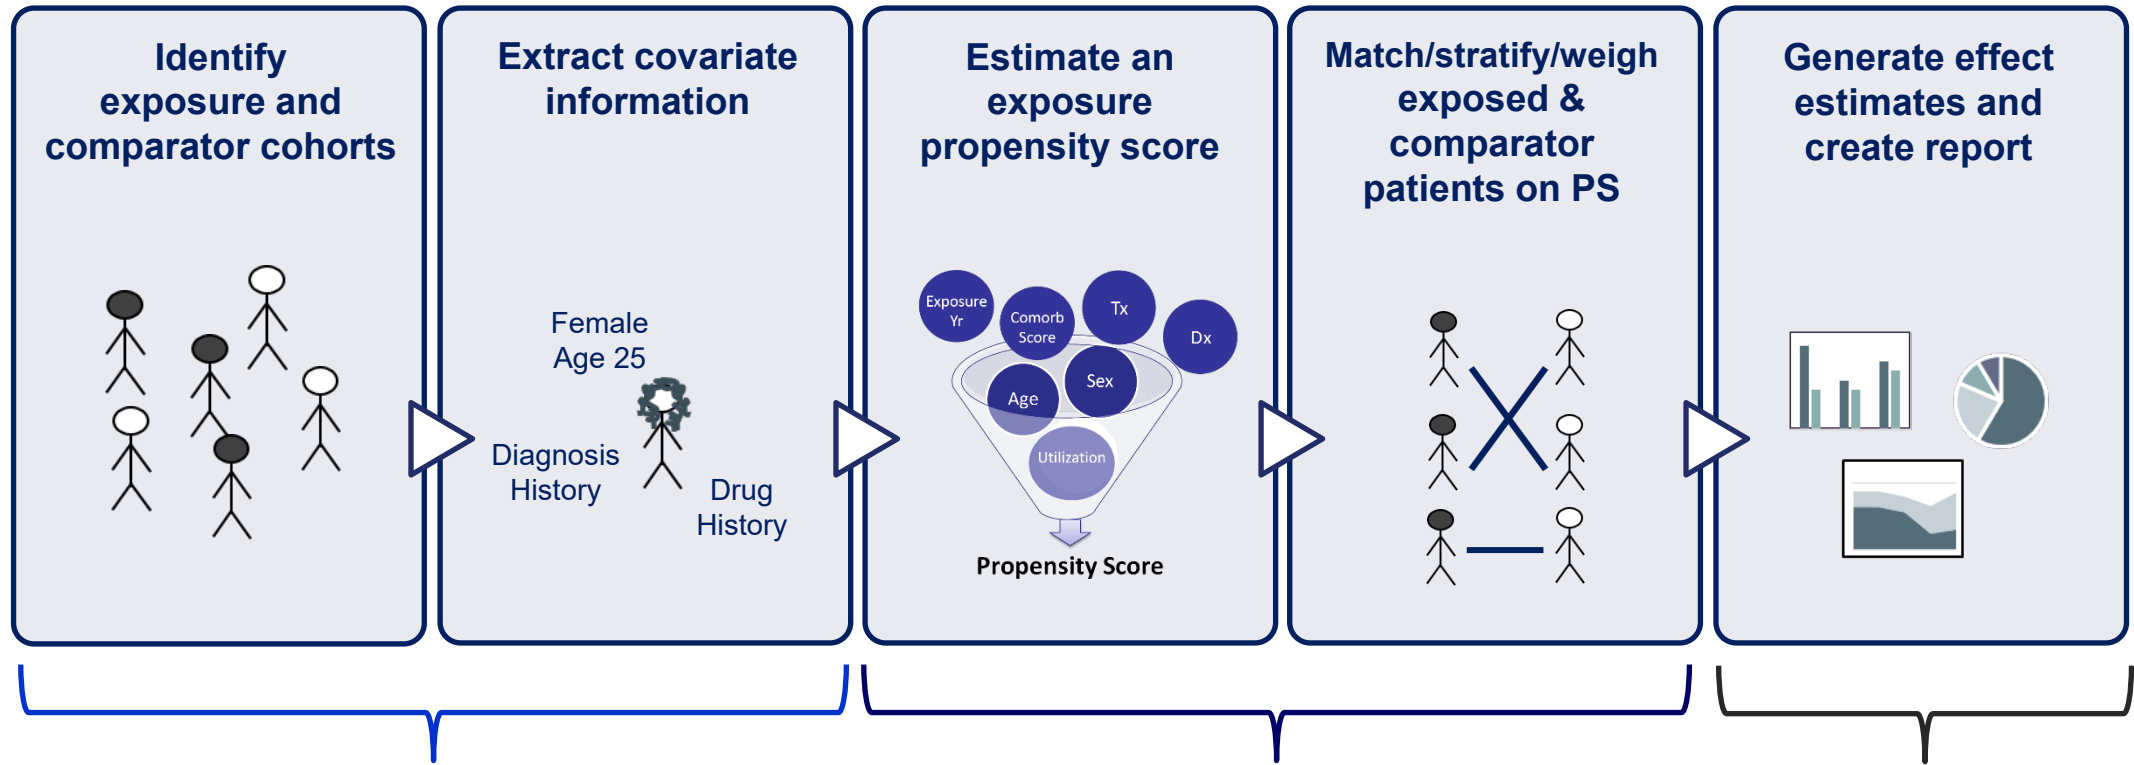 Identify
exposure and
comparator cohorts
Extract covariate
information
Female
Age 25
Diagnosis
History
Drug
History
Estimate an
exposure
propensity score
Exposure
Yr
Comorb
Score
Tx
Dx
Age
Sex
Utilization
Propensity Score
Match/stratify/weigh
exposed &
comparator
patients on PS
Generate effect
estimates and
create report